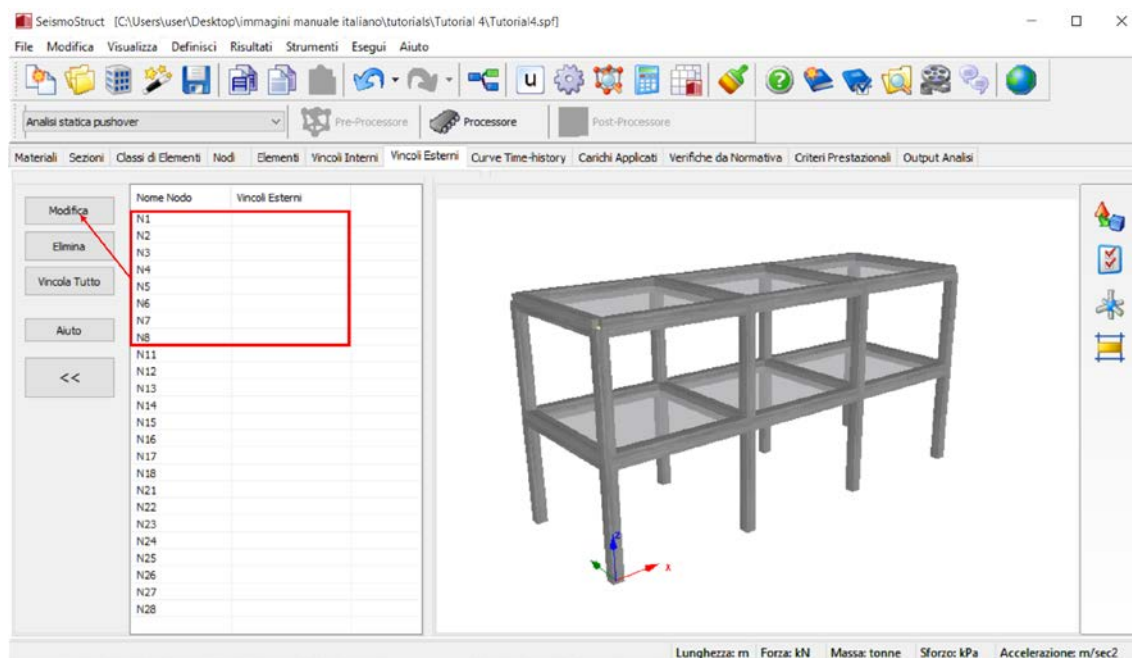 SeismoStruct [C:\Users\user\Desktop\immagini manuale italiano\tutorials\Tutorial 4\Tutorial4.spf]
File Modifica Visualizza Definisci Risultati Strumenti Esegui Aiuto
u
Analisi statica pushover Pre-Processore Processore Post-Processore
Materiali Sezioni Classi di Elementi Nodi Elementi Vincoli Interni Vincoli Esterni Curve Time-history Carichi Applicati Verifiche da Normativa Criteri Prestazionali Output Analisi
Modifica
Elimina
Vincola Tutto
Aiuto
<<
Nome Nodo Vincoli Esterni
N1
N2
N3
N4
N5
N6
N7
N8
N11
N12
N13
N14
N15
N16
N17
N18
N21
N22
N23
N24
N25
N26
N27
N28
z
x
Lunghezza: m Forza: kN Massa: tonne Sforzo: kPa Accelerazione: m/sec2